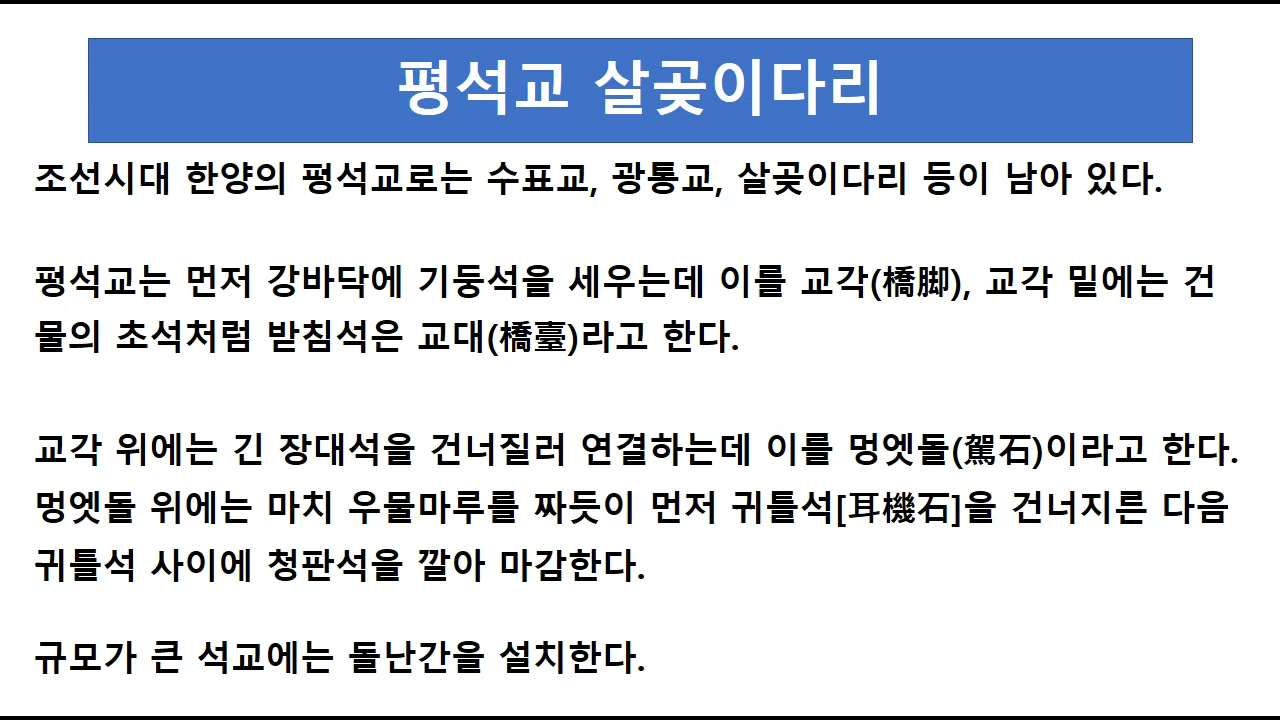 평석교 살곶이다리
조선시대 한양의 평석교로는 수표교, 광통교, 살곶이다리 등이 남아 있다.
평석교는 먼저 강바닥에 기둥석을 세우는데 이를 교각(橋脚), 교각 밑에는 건
물의 초석처럼 받침석은 교대(橋臺)라고 한다.
교각 위에는 긴 장대석을 건너질러 연결하는데 이를 멍엣돌(駕石)이라고 한다.
멍엣돌 위에는 마치 우물마루를 짜듯이 먼저 귀틀석[耳機石]을 건너지른 다음
귀틀석 사이에 청판석을 깔아 마감한다.
규모가 큰 석교에는 돌난간을 설치한다.